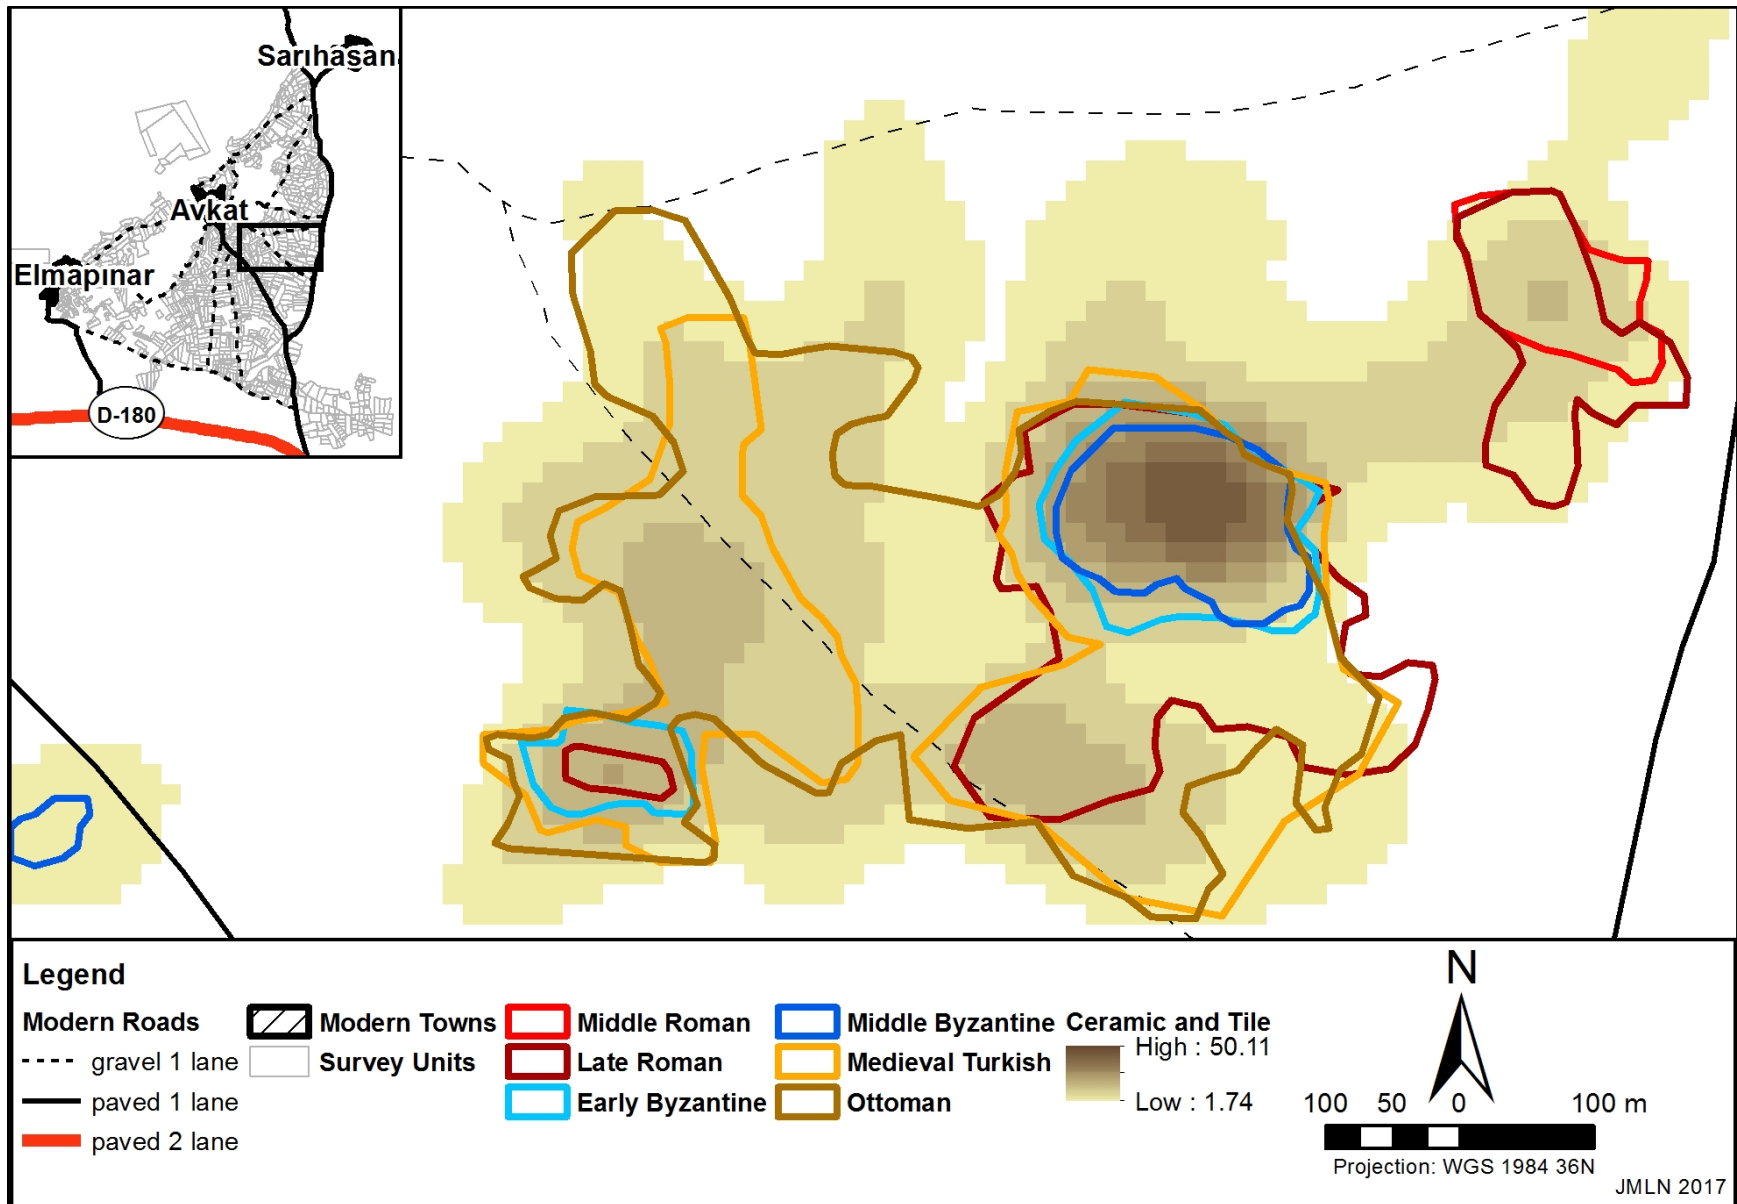 Sarıhasan
Avkat
Elmapınar
D-180
Legend
Modern Roads
gravel 1 lane
paved 1 lane
paved 2 lane
Modern Towns
Survey Units
Middle Roman
Late Roman
Early Byzantine
Middle Byzantine
Medieval Turkish
Ottoman
Ceramic and Tile
High : 50.11
Low : 1.74
N
100 50 0 100 m
Projection: WGS 1984 36N
JMLN 2017